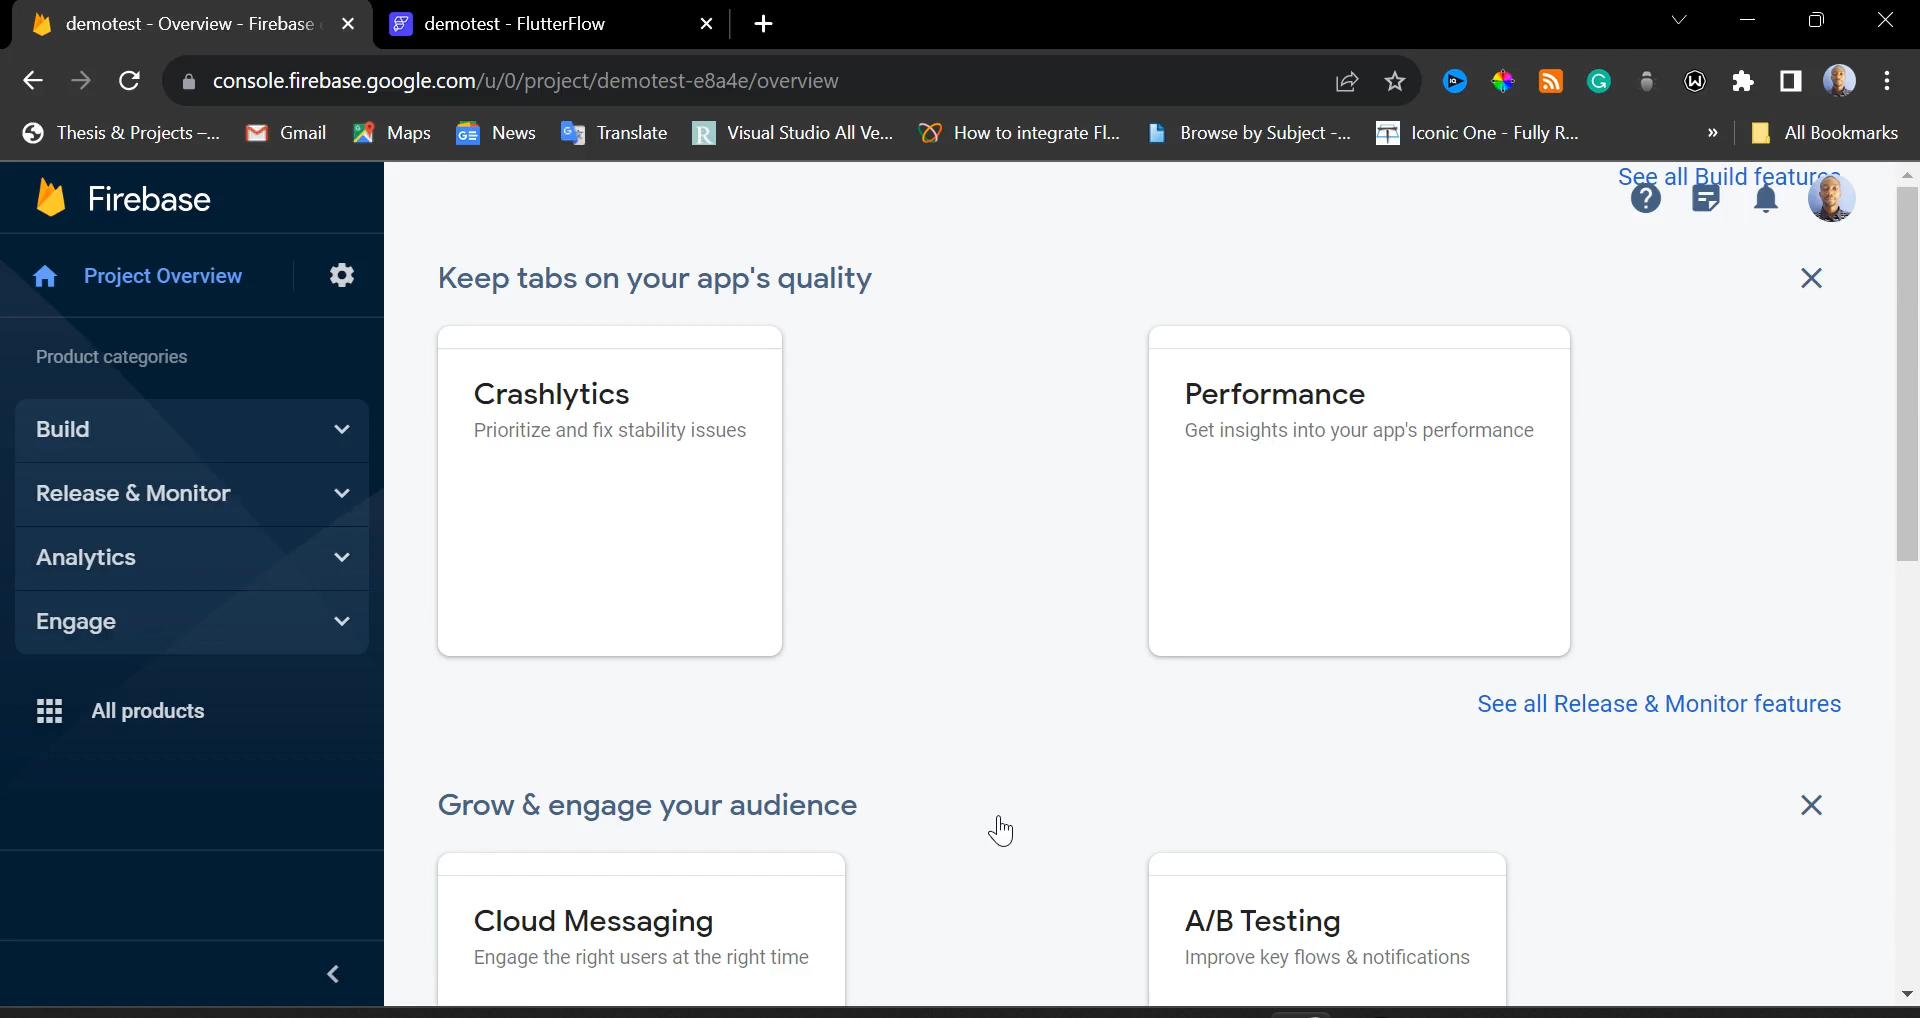 demotest - Overview - Firebase
demotest - FlutterFlow
console.firebase.google.com/u/0/project/demotest-e8a4e/overview
Thesis & Projects –...
Gmail
Maps
News
Translate
Visual Studio All Ve...
How to integrate Fl...
Browse by Subject -...
Iconic One - Fully R...
»
All Bookmarks
Firebase
See all Build features
Project Overview
Keep tabs on your app's quality
Product categories
Crashlytics
Prioritize and fix stability issues
Performance
Get insights into your app's performance
Build
Release & Monitor
Analytics
Engage
All products
See all Release & Monitor features
Grow & engage your audience
Cloud Messaging
Engage the right users at the right time
A/B Testing
Improve key flows & notifications